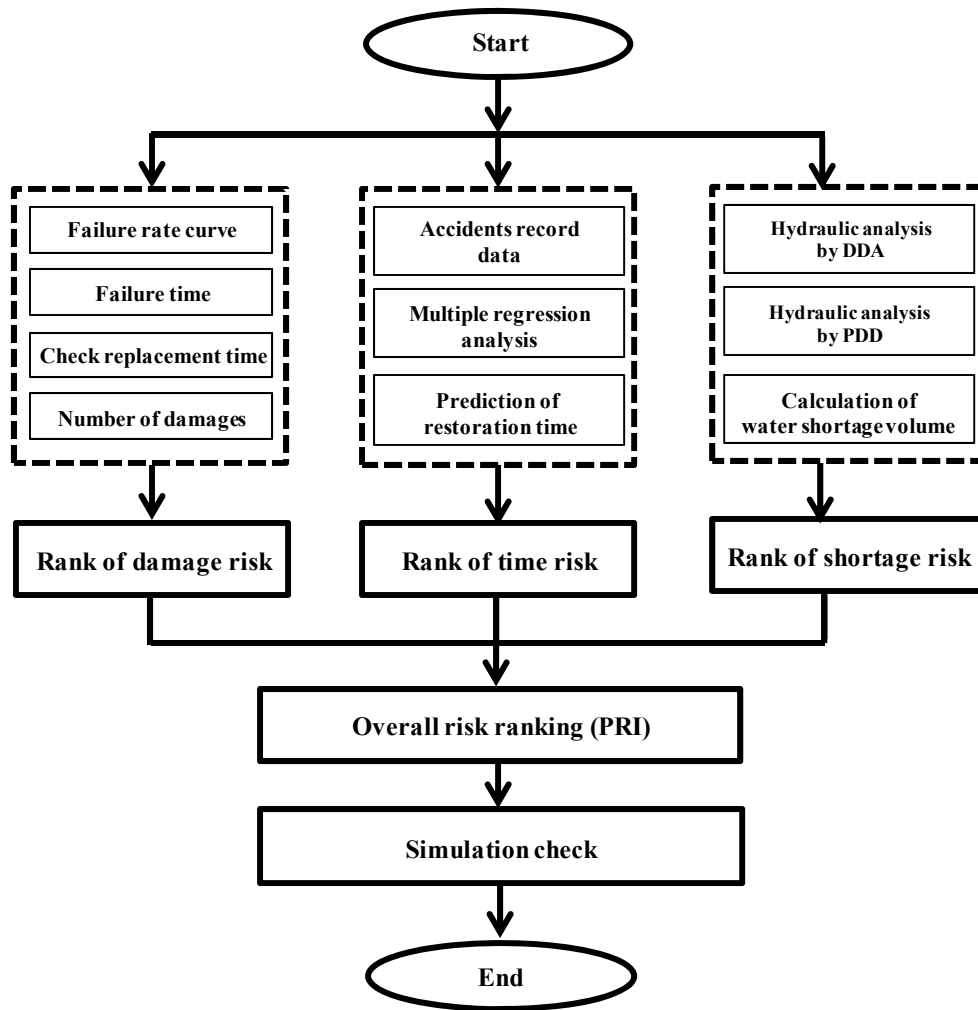 Start
Failure rate curve
Failure time
Check replacement time
Number of damages
Accidents record
data
Multiple regression
analysis
Prediction of
restoration time
Hydraulic analysis
by DDA
Hydraulic analysis
by PDD
Calculation of
water shortage volume
Rank of damage risk
Rank of time risk
Rank of shortage risk
Overall risk ranking (PRI)
Simulation check
End